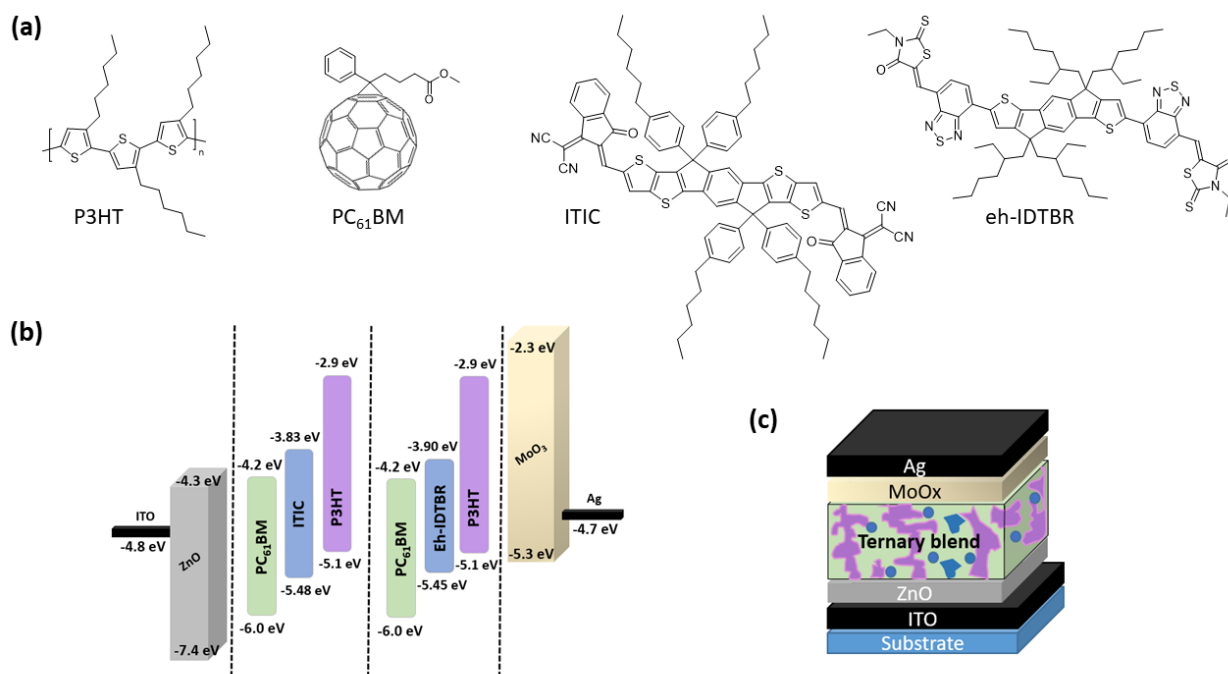 (a)
P3HT
PC61BM
ITIC
eh-IDTBR
S
S
S
n
O
O
O
CN
CN
S
S
S
S
O
CN
CN
N
S
S
O
S
N
S
N
S
S
N
S
N
O
S
N
S
(b)
ITO
-4.8 eV
-4.3 eV
ZnO
-7.4 eV
-4.2 eV
PC61BM
-6.0 eV
-3.83 eV
ITIC
-5.48 eV
-2.9 eV
P3HT
-5.1 eV
-4.2 eV
PC61BM
-6.0 eV
-3.90 eV
Eh-IDTBR
-5.45 eV
-2.9 eV
P3HT
-5.1 eV
-2.3 eV
MoO3
-5.3 eV
Ag
-4.7 eV
(c)
Ag
MoOx
Ternary blend
ZnO
ITO
Substrate